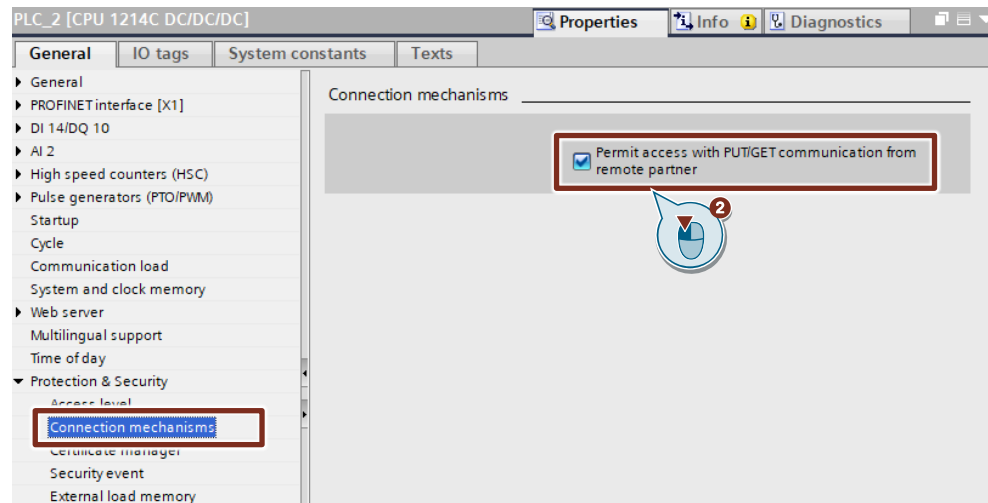 PLC_2 [CPU 1214C DC/DC/DC]
Properties
Info
Diagnostics
General
IO tags
System constants
Texts
General
PROFINET interface [X1]
DI 14/DQ 10
AI 2
High speed counters (HSC)
Pulse generators (PTO/PWM)
Startup
Cycle
Communication load
System and clock memory
Web server
Multilingual support
Time of day
Protection & Security
Access level
Connection mechanisms
Certificate manager
Security event
External load memory
Connection mechanisms
Permit access with PUT/GET communication from
remote partner
2